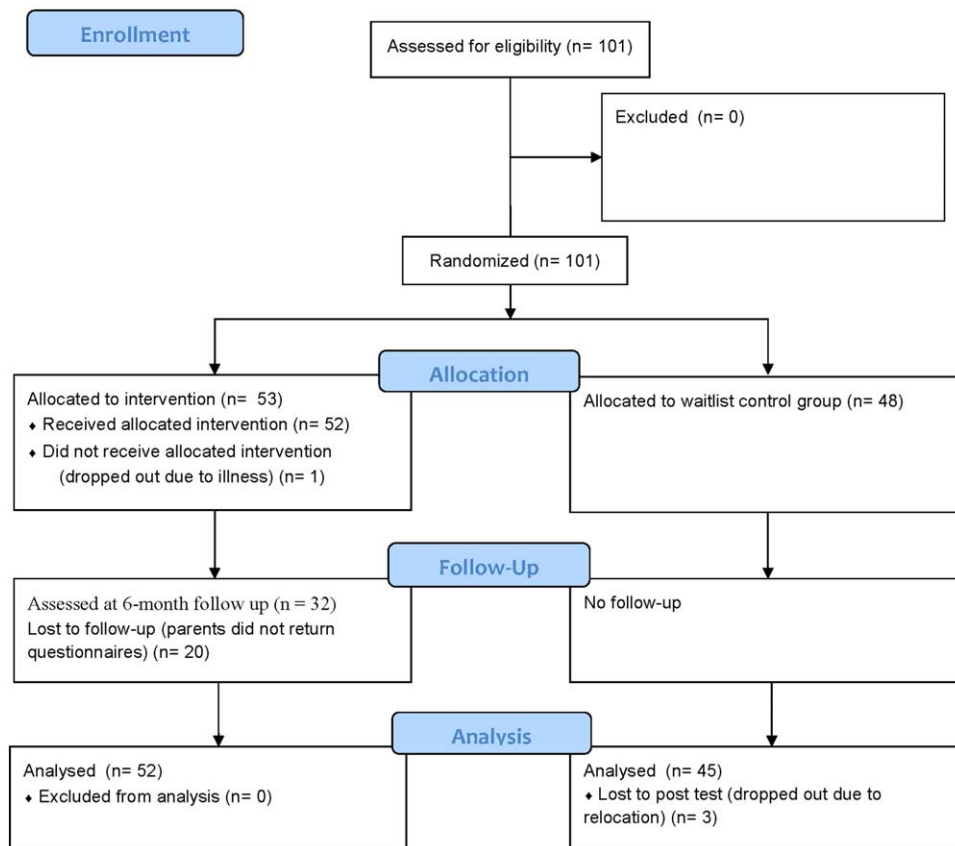 Enrollment
Assessed for eligibility (n= 101)
Excluded (n= 0)
Randomized (n= 101)
Allocation
Allocated to intervention (n= 53)
♦ Received allocated intervention (n= 52)
♦ Did not receive allocated intervention
(dropped out due to illness) (n= 1)
Allocated to waitlist control group (n= 48)
Follow-Up
Assessed at 6-month follow up (n = 32)
Lost to follow-up (parents did not return
questionnaires) (n= 20)
No follow-up
Analysis
Analysed (n= 52)
♦ Excluded from analysis (n= 0)
Analysed (n= 45)
♦ Lost to post test (dropped out due to
relocation) (n= 3)